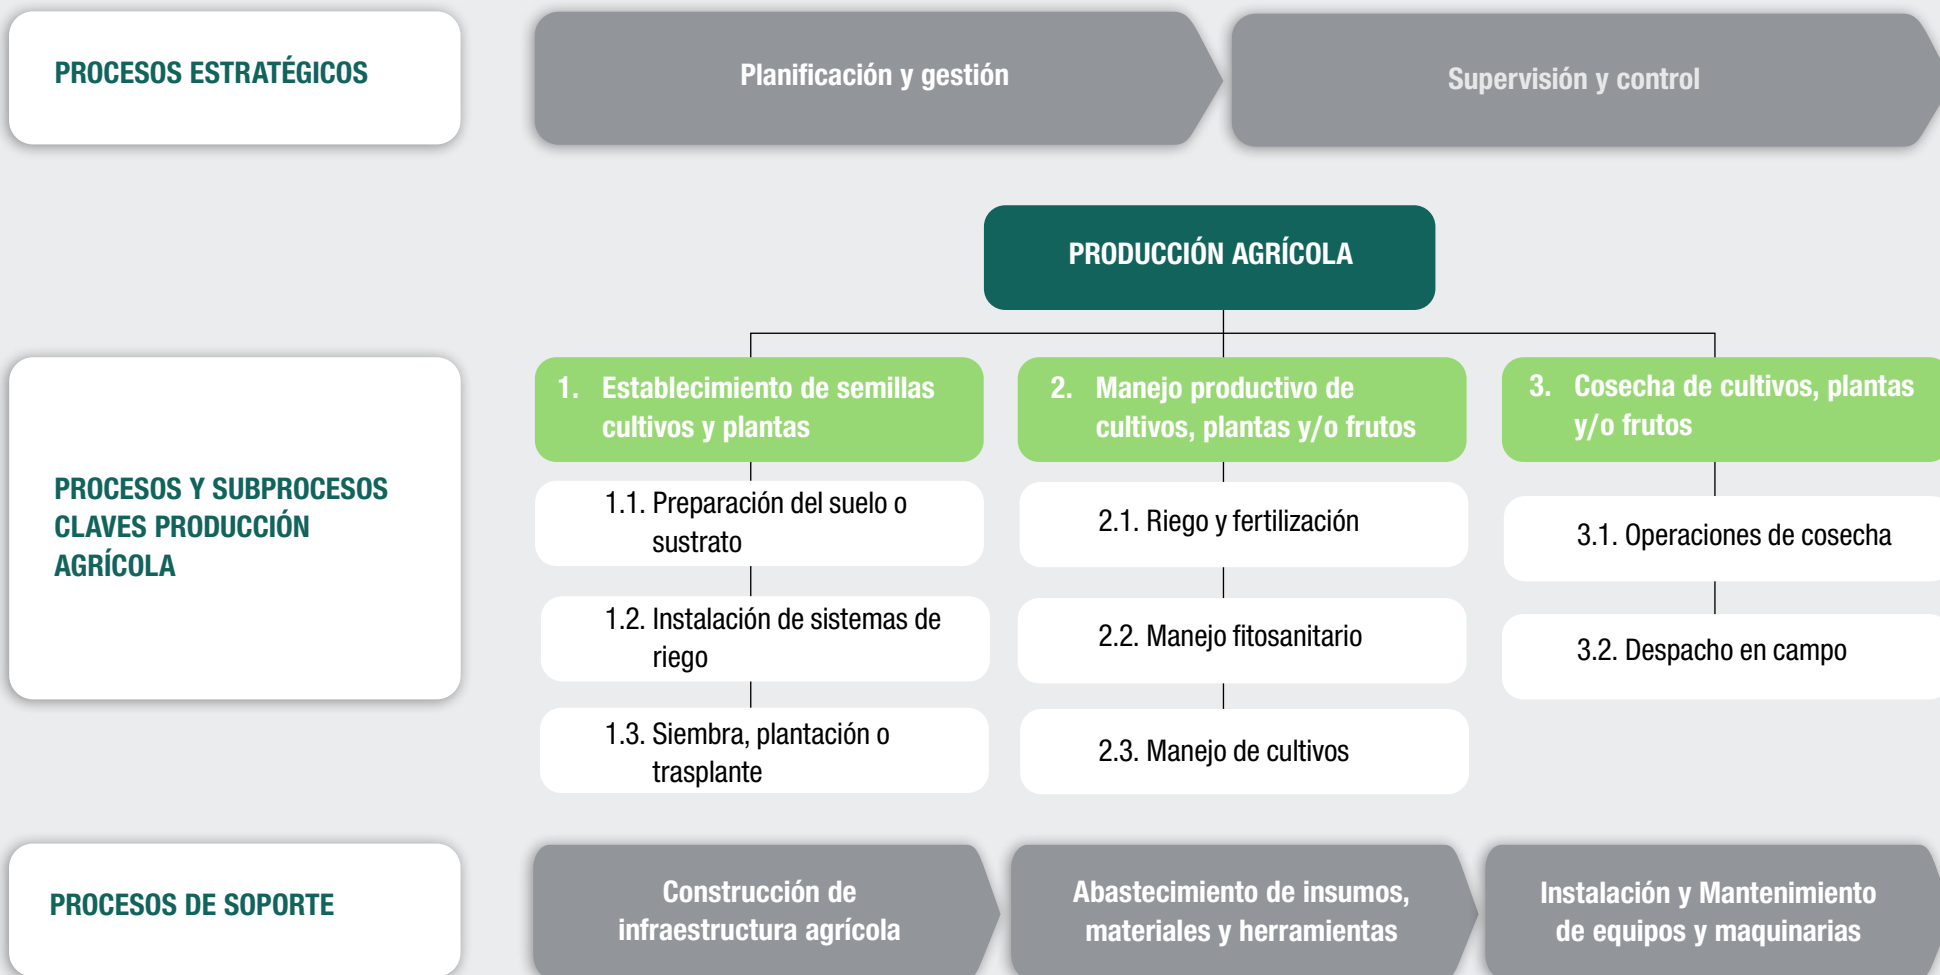 PROCESOS ESTRATÉGICOS
Planificación y gestión
Supervisión y control
PRODUCCIÓN AGRÍCOLA
PROCESOS Y SUBPROCESOS
CLAVES PRODUCCIÓN
AGRÍCOLA
1. Establecimiento de semillas
cultivos y plantas
1.1. Preparación del suelo o
sustrato
1.2. Instalación de sistemas de
riego
1.3. Siembra, plantación o
trasplante
2. Manejo productivo de
cultivos, plantas y/o frutos
2.1. Riego y fertilización
2.2. Manejo fitosanitario
2.3. Manejo de cultivos
3. Cosecha de cultivos, plantas
y/o frutos
3.1. Operaciones de cosecha
3.2. Despacho en campo
PROCESOS DE SOPORTE
Construcción de
infraestructura agrícola
Abastecimiento de insumos,
materiales y herramientas
Instalación y Mantenimiento
de equipos y maquinarias